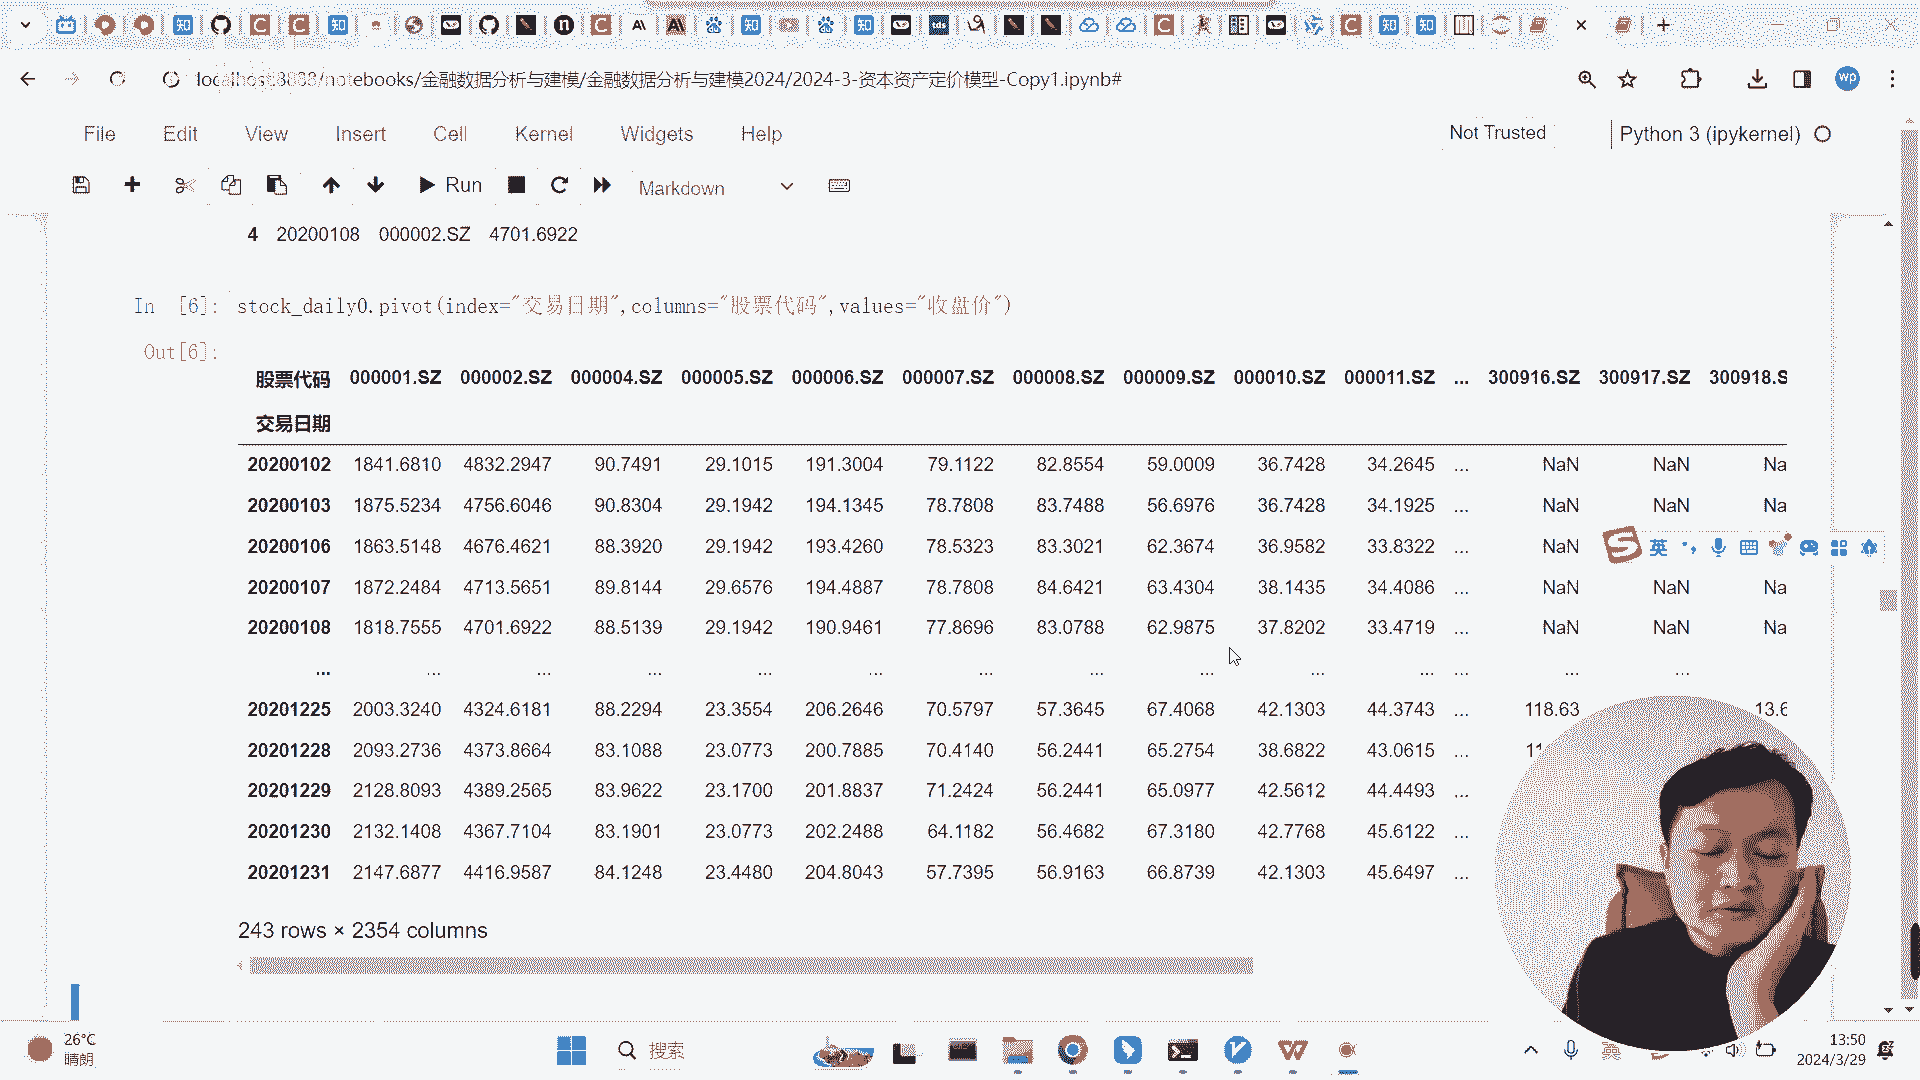 localhost:8888/notebooks/金融数据分析与建模/金融数据分析与建模2024/2024-3-资本资产定价模型-Copy1.ipynb#
wp
File Edit View Insert Cell Kernel Widgets Help Not Trusted Python 3 (ipykernel)
Run Markdown
4 20200108 000002.SZ 4701.6922
In [6]: stock_daily0.pivot(index="交易日期",columns="股票代码",values="收盘价")
Out[6]:
股票代码 000001.SZ 000002.SZ 000004.SZ 000005.SZ 000006.SZ 000007.SZ 000008.SZ 000009.SZ 000010.SZ 000011.SZ ... 300916.SZ 300917.SZ 300918.S
交易日期
20200102 1841.6810 4832.2947 90.7491 29.1015 191.3004 79.1122 82.8554 59.0009 36.7428 34.2645 ... NaN NaN Na
20200103 1875.5234 4756.6046 90.8304 29.1942 194.1345 78.7808 83.7488 56.6976 36.7428 34.1925 ... NaN NaN Na
20200106 1863.5148 4676.4621 88.3920 29.1942 193.4260 78.5323 83.3021 62.3674 36.9582 33.8322 ... NaN
英
20200107 1872.2484 4713.5651 89.8144 29.6576 194.4887 78.7808 84.6421 63.4304 38.1435 34.4086 ... NaN NaN Na
20200108 1818.7555 4701.6922 88.5139 29.1942 190.9461 77.8696 83.0788 62.9875 37.8202 33.4719 ... NaN NaN Na
... ... ... ... ... ... ... ... ... ... ... ... ... ...
20201225 2003.3240 4324.6181 88.2294 23.3554 206.2646 70.5797 57.3645 67.4068 42.1303 44.3743 ... 118.63 13.6
20201228 2093.2736 4373.8664 83.1088 23.0773 200.7885 70.4140 56.2441 65.2754 38.6822 43.0615 ... 11
20201229 2128.8093 4389.2565 83.9622 23.1700 201.8837 71.2424 56.2441 65.0977 42.5612 44.4493 ...
20201230 2132.1408 4367.7104 83.1901 23.0773 202.2488 64.1182 56.4682 67.3180 42.7768 45.6122 ...
20201231 2147.6877 4416.9587 84.1248 23.4480 204.8043 57.7395 56.9163 66.8739 42.1303 45.6497 ...
243 rows × 2354 columns
26°C
晴朗
搜索
英
13:50
2024/3/29